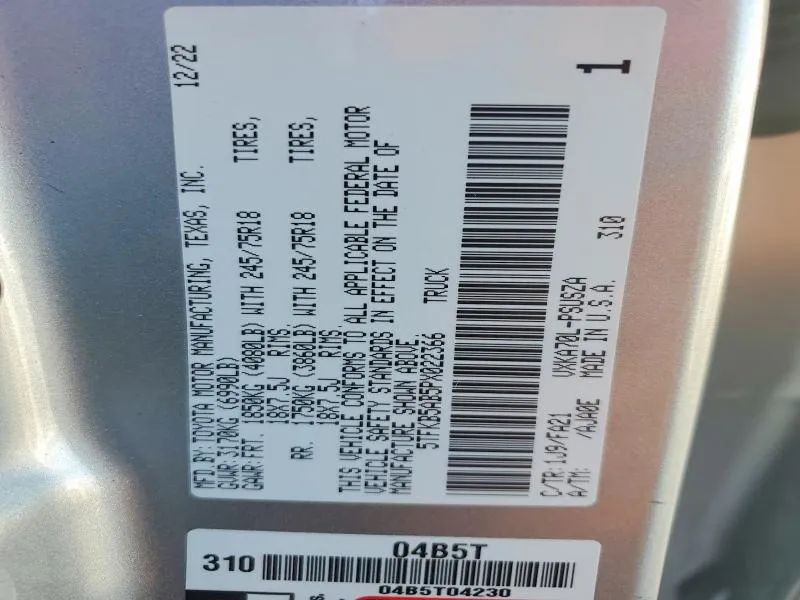 MFD.BY: TOYOTA MOTOR MANUFACTURING, TEXAS, INC. 12/22
GVWR: 3170KG (6990LB)
GAWR: FRT. 1850KG (4080LB) WITH 245/75R18 TIRES,
18X7.5J RIMS.
RR. 1750KG (3860LB) WITH 245/75R18 TIRES,
18X7.5J RIMS.
THIS VEHICLE CONFORMS TO ALL APPLICABLE FEDERAL MOTOR
VEHICLE SAFETY STANDARDS IN EFFECT ON THE DATE OF
MANUFACTURE SHOWN ABOVE.
5TFKB5AB5PX022366 TRUCK
C/TR: 1J9/FA21 VXKA70L-PSUSZA 310
A/TM: /AJA0E MADE IN U.S.A.
1
04B5T
310
04B5T04230